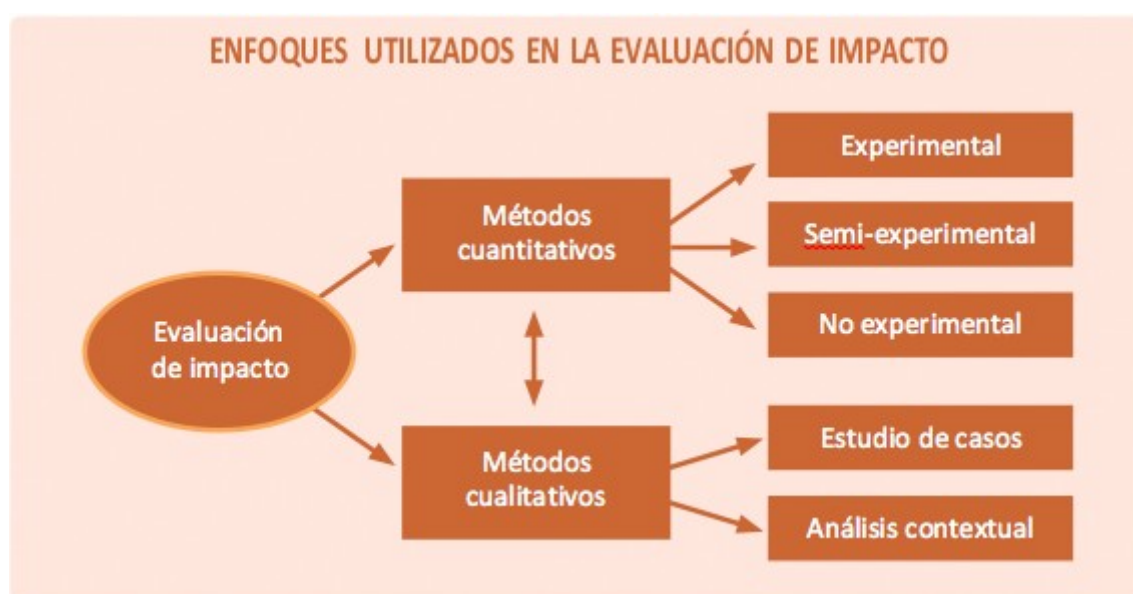 ENFOQUES UTILIZADOS EN LA EVALUACIÓN DE IMPACTO
Evaluación
de impacto
Métodos
cuantitativos
Experimental
Semi-experimental
No experimental
Métodos
cualitativos
Estudio de casos
Análisis contextual